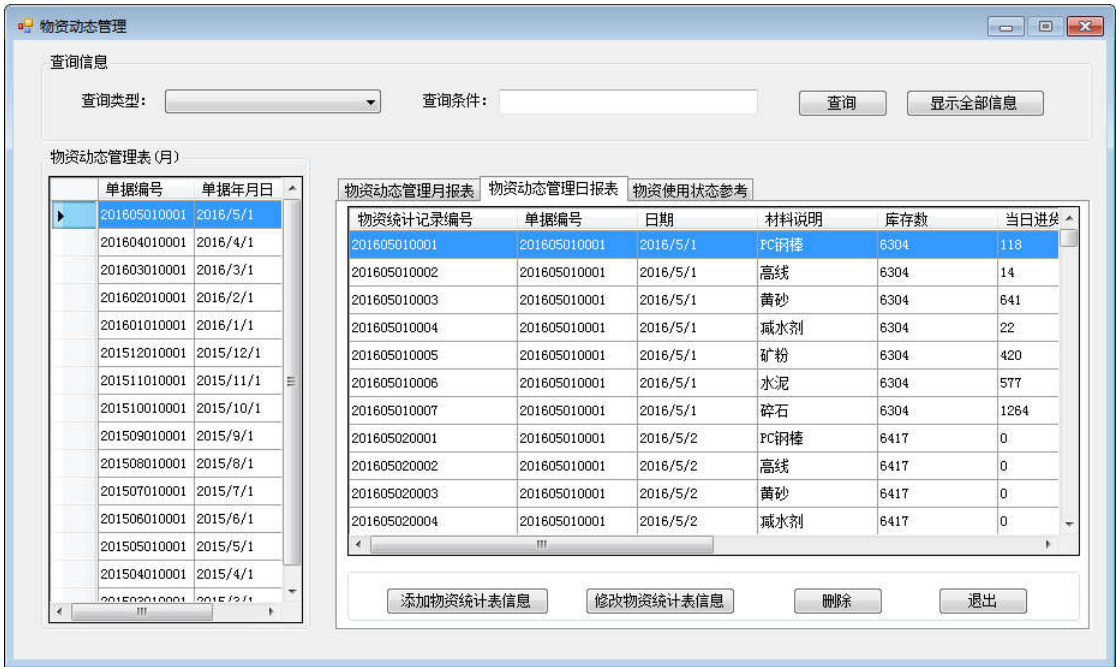 物资动态管理
查询信息
查询类型: 查询条件: 查询 显示全部信息
物资动态管理表(月)
单据编号 单据年月日
201605010001 2016/5/1
201604010001 2016/4/1
201603010001 2016/3/1
201602010001 2016/2/1
201601010001 2016/1/1
201512010001 2015/12/1
201511010001 2015/11/1
201510010001 2015/10/1
201509010001 2015/9/1
201508010001 2015/8/1
201507010001 2015/7/1
201506010001 2015/6/1
201505010001 2015/5/1
201504010001 2015/4/1
物资动态管理月报表 物资动态管理日报表 物资使用状态参考
物资统计记录编号 单据编号 日期 材料说明 库存数 当日进货
201605010001 201605010001 2016/5/1 PC钢棒 6304 118
201605010002 201605010001 2016/5/1 高线 6304 14
201605010003 201605010001 2016/5/1 黄砂 6304 641
201605010004 201605010001 2016/5/1 减水剂 6304 22
201605010005 201605010001 2016/5/1 矿粉 6304 420
201605010006 201605010001 2016/5/1 水泥 6304 577
201605010007 201605010001 2016/5/1 碎石 6304 1264
201605020001 201605010001 2016/5/2 PC钢棒 6417 0
201605020002 201605010001 2016/5/2 高线 6417 0
201605020003 201605010001 2016/5/2 黄砂 6417 0
201605020004 201605010001 2016/5/2 减水剂 6417 0
添加物资统计表信息 修改物资统计表信息 删除 退出